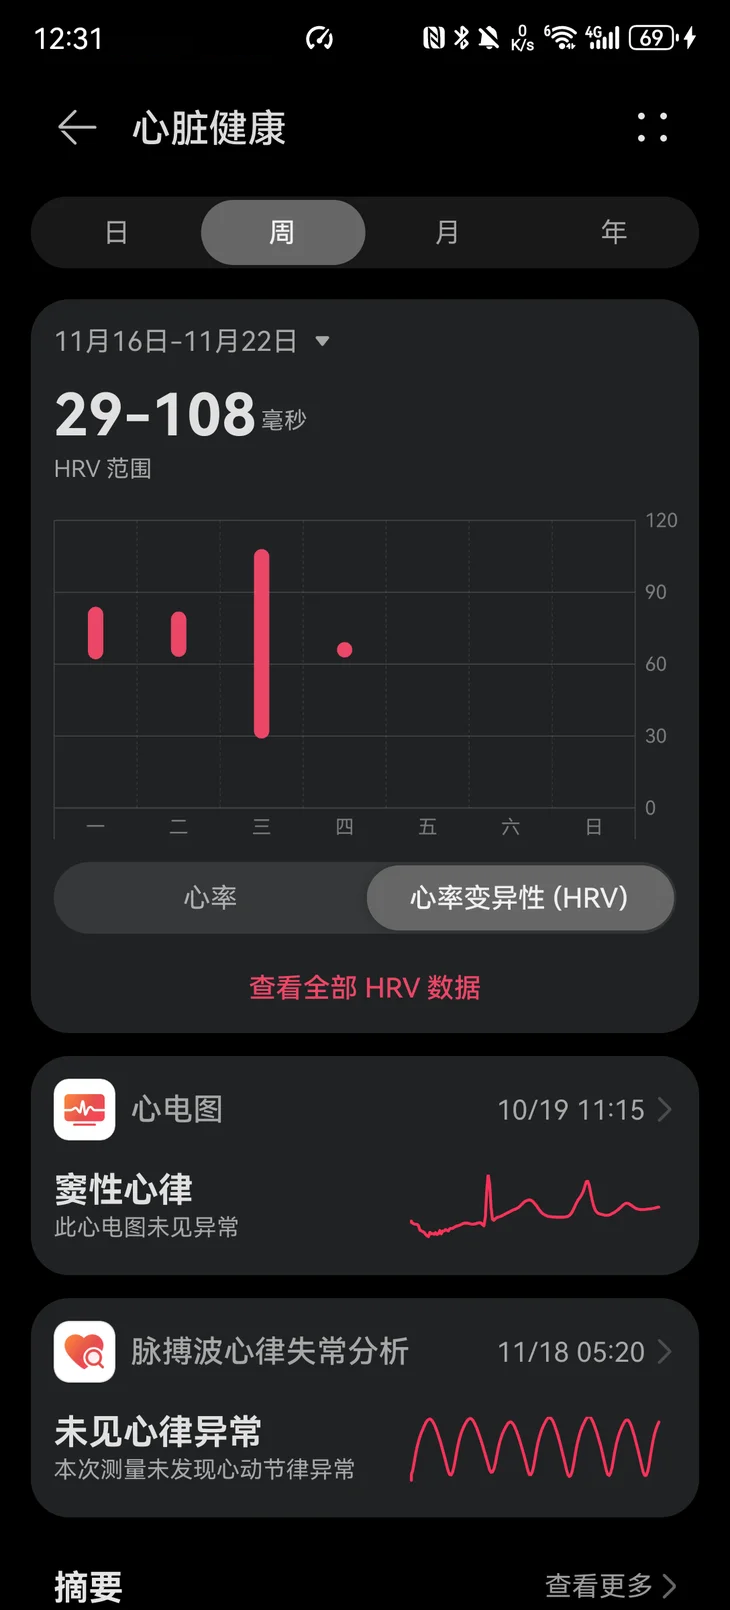 12:31
0 K/s 6 4G 69
心脏健康
日 周 月 年
11月16日-11月22日
29-108毫秒
HRV 范围
120
90
60
30
0
一 二 三 四 五 六 日
心率 心率变异性 (HRV)
查看全部 HRV 数据
心电图 10/19 11:15
窦性心律
此心电图未见异常
脉搏波心律失常分析 11/18 05:20
未见心律异常
本次测量未发现心动节律异常
摘要 查看更多